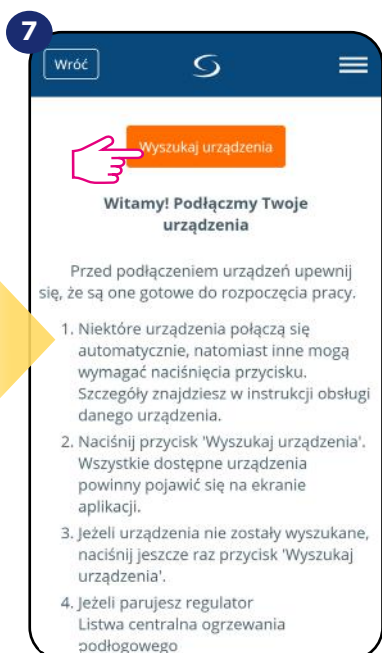 7
Wróć
Wyszukaj urządzenia
Witamy! Podłączmy Twoje
urządzenia
Przed podłączeniem urządzeń upewnij
się, że są one gotowe do rozpoczęcia pracy.
1. Niektóre urządzenia połączą się
automatycznie, natomiast inne mogą
wymagać naciśnięcia przycisku.
Szczegóły znajdziesz w instrukcji obsługi
danego urządzenia.
2. Naciśnij przycisk 'Wyszukaj urządzenia'.
Wszystkie dostępne urządzenia
powinny pojawić się na ekranie
aplikacji.
3. Jeżeli urządzenia nie zostały wyszukane,
naciśnij jeszcze raz przycisk 'Wyszukaj
urządzenia'.
4. Jeżeli parujesz regulator
Listwa centralna ogrzewania
podłogowego